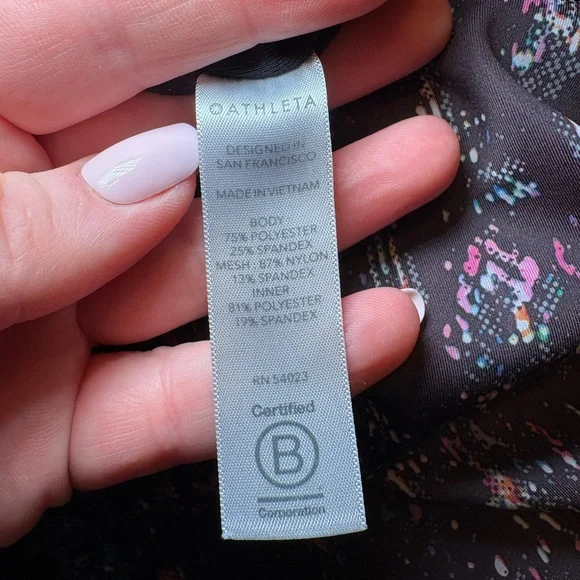 ATHLETA
DESIGNED IN
SAN FRANCISCO
MADE IN VIETNAM
BODY
75% POLYESTER
25% SPANDEX
MESH : 87% NYLON
13% SPANDEX
INNER
81% POLYESTER
19% SPANDEX
RN 54023
Certified
B
Corporation